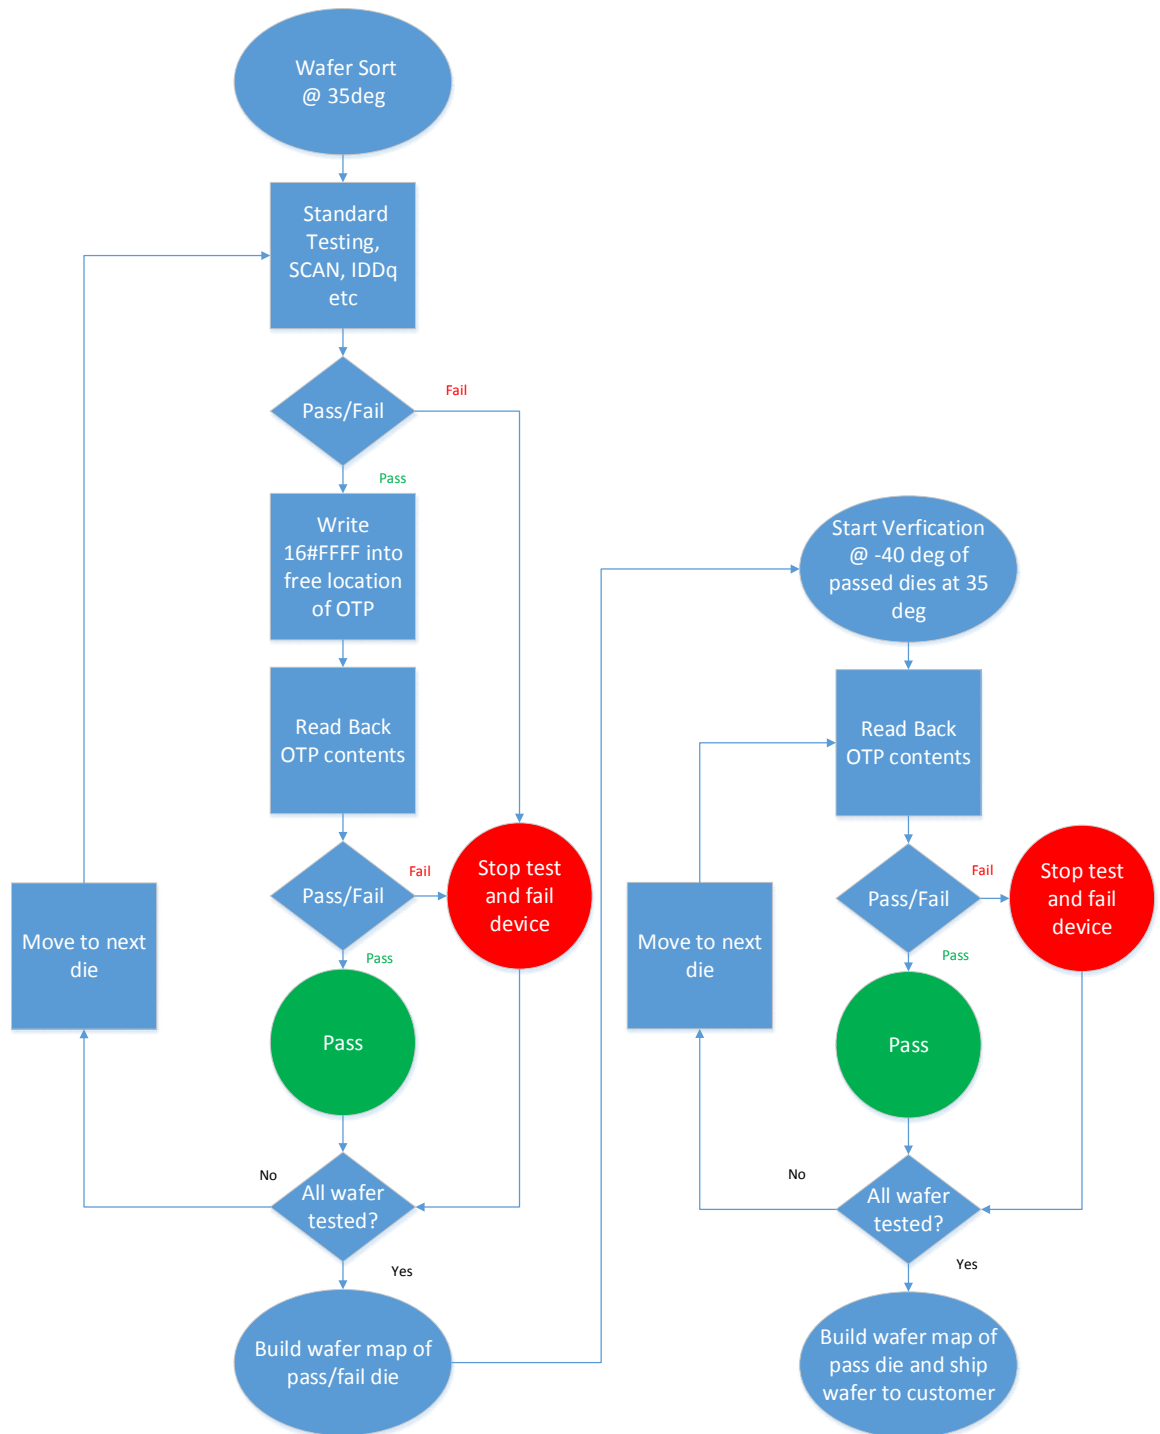 Wafer Sort
@ 35deg
Standard
Testing,
SCAN, IDDq
etc
Pass/Fail
Fail
Pass
Write
16#FFFF into
free location
of OTP
Read Back
OTP contents
Pass/Fail
Fail
Stop test
and fail
device
Pass
Move to next
die
Pass
No
All wafer
tested?
Yes
Build wafer map of
pass/fail die
Start Verfication
@ -40 deg of
passed dies at 35
deg
Read Back
OTP contents
Pass/Fail
Fail
Stop test
and fail
device
Pass
Move to next
die
Pass
No
All wafer
tested?
Yes
Build wafer map of
pass die and ship
wafer to customer